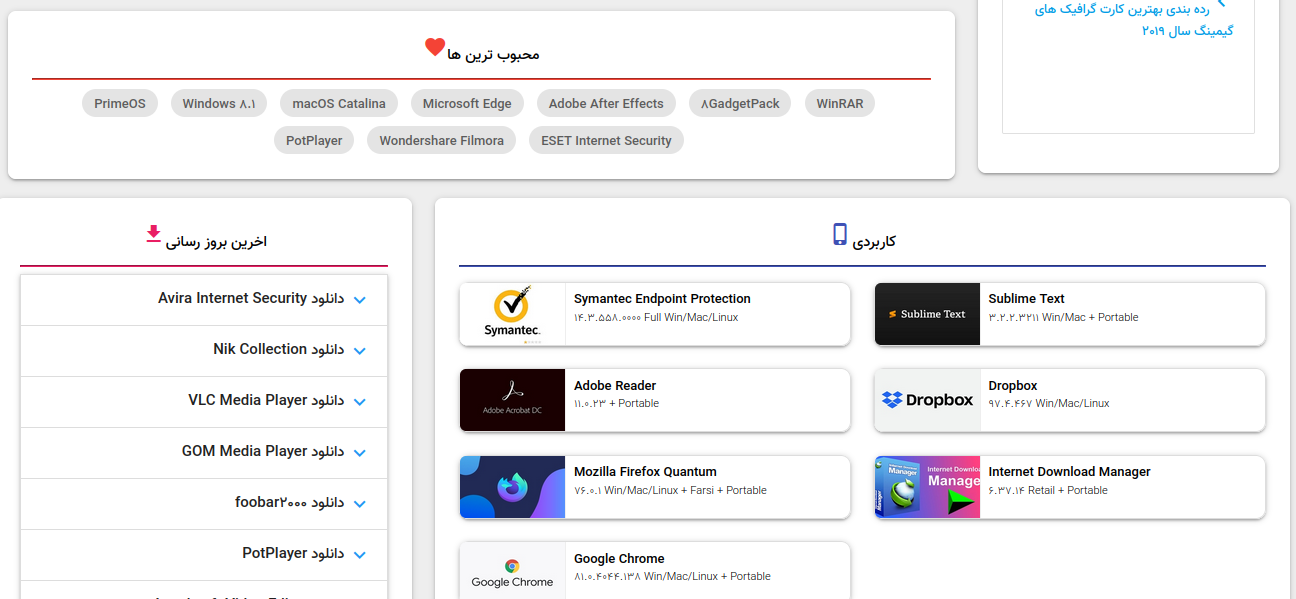 رده بندی بهترین کارت گرافیک های
گیمینگ سال ۲۰۱۹
محبوب ترین ها
PrimeOS
Windows ۸.۱
macOS Catalina
Microsoft Edge
Adobe After Effects
۸GadgetPack
WinRAR
PotPlayer
Wondershare Filmora
ESET Internet Security
کاربردی
Symantec.
Symantec Endpoint Protection
۱۴.۳.۵۵۸.۰۰۰۰ Full Win/Mac/Linux
Sublime Text
Sublime Text
۳.۲.۲.۳۲۱۱ Win/Mac + Portable
Adobe Acrobat DC
Adobe Reader
۱۱.۰.۲۳ + Portable
Dropbox
Dropbox
۹۷.۴.۴۶۷ Win/Mac/Linux
Mozilla Firefox Quantum
۷۶.۰.۱ Win/Mac/Linux + Farsi + Portable
Internet Download Manager
۶.۳۷.۱۴ Retail + Portable
Google Chrome
Google Chrome
۸۱.۰.۴۰۴۴.۱۳۸ Win/Mac/Linux + Portable
اخرین بروز رسانی
دانلود Avira Internet Security
دانلود Nik Collection
دانلود VLC Media Player
دانلود GOM Media Player
دانلود foobar۲۰۰۰
دانلود PotPlayer